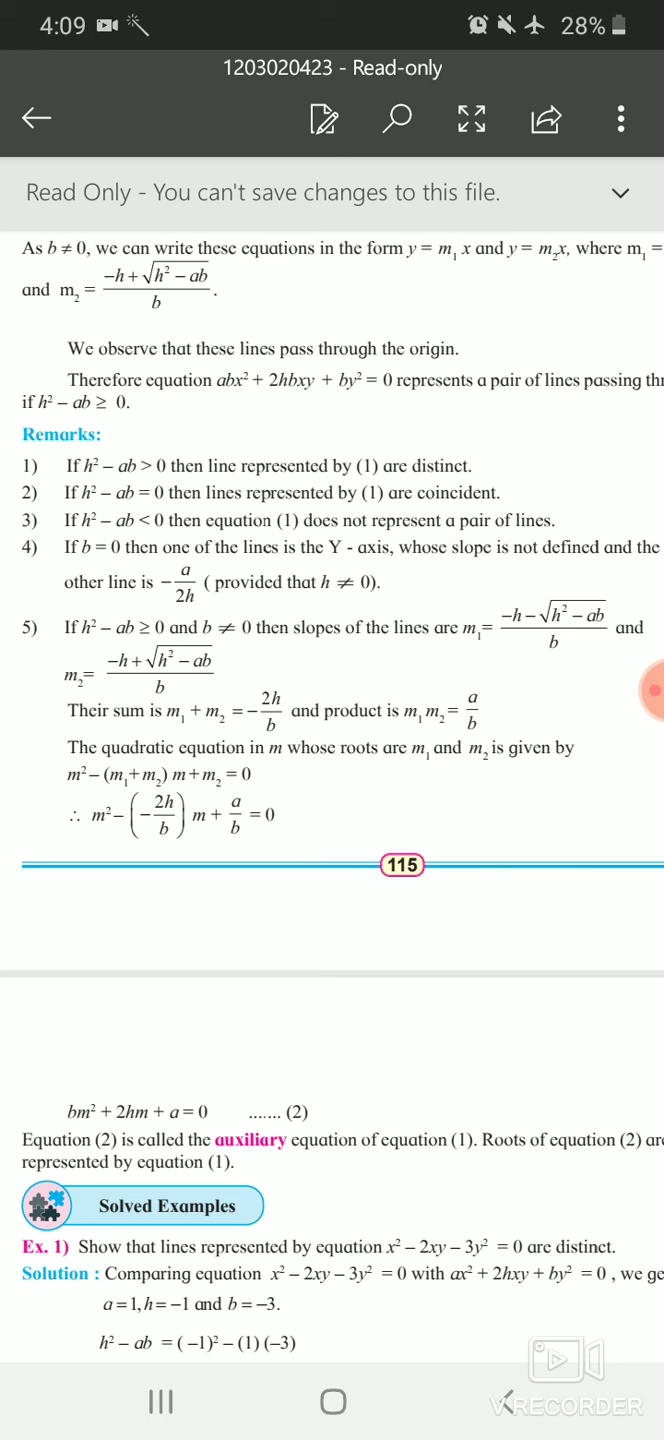 4:09 28%
1203020423 - Read-only
Read Only - You can't save changes to this file.
As b ≠ 0, we can write these equations in the form y = m₁ x and y = m₂x, where m₁ =
and m₂ = (−h + √(h² − ab))/b .
We observe that these lines pass through the origin.
Therefore equation abx² + 2hbxy + by² = 0 represents a pair of lines passing thr
if h² – ab ≥ 0.
Remarks:
1) If h² – ab > 0 then line represented by (1) are distinct.
2) If h² – ab = 0 then lines represented by (1) are coincident.
3) If h² – ab < 0 then equation (1) does not represent a pair of lines.
4) If b = 0 then one of the lines is the Y - axis, whose slope is not defined and the
other line is −a/2h ( provided that h ≠ 0).
5) If h² – ab ≥ 0 and b ≠ 0 then slopes of the lines are m₁= (−h − √(h² − ab))/b and
m₂= (−h + √(h² − ab))/b
Their sum is m₁ + m₂ = −2h/b and product is m₁ m₂= a/b
The quadratic equation in m whose roots are m₁ and m₂ is given by
m² – (m₁+m₂) m+m₂ = 0
∴ m² – (−2h/b) m + a/b = 0
115
bm² + 2hm + a = 0 ....... (2)
Equation (2) is called the auxiliary equation of equation (1). Roots of equation (2) are
represented by equation (1).
Solved Examples
Ex. 1) Show that lines represented by equation x² – 2xy – 3y² = 0 are distinct.
Solution : Comparing equation x² – 2xy – 3y² = 0 with ax² + 2hxy + by² = 0 , we ge
a = 1, h = –1 and b = –3.
h² – ab = ( –1)² – (1) (–3)
V RECORDER